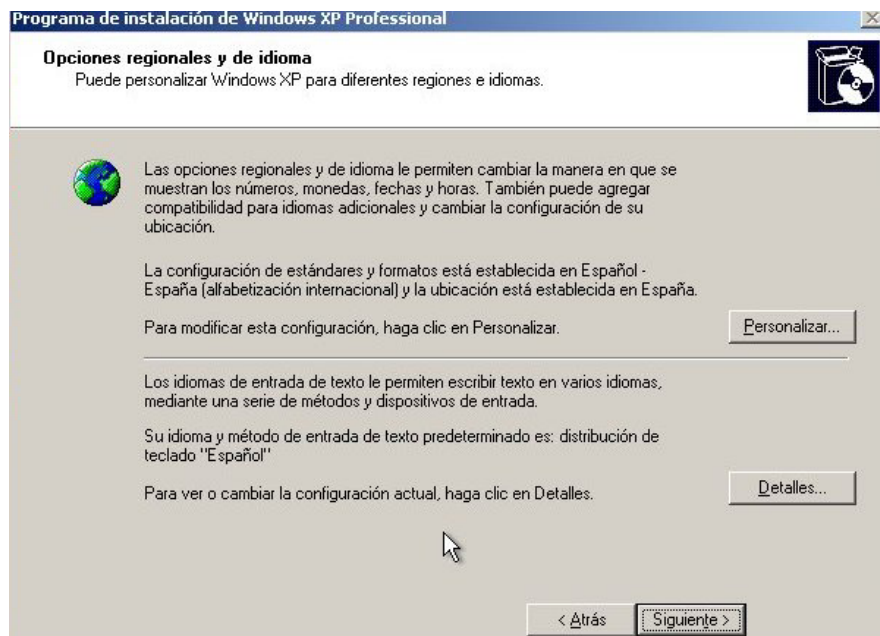 Programa de instalación de Windows XP Professional
Opciones regionales y de idioma
Puede personalizar Windows XP para diferentes regiones e idiomas.
Las opciones regionales y de idioma le permiten cambiar la manera en que se
muestran los números, monedas, fechas y horas. También puede agregar
compatibilidad para idiomas adicionales y cambiar la configuración de su
ubicación.
La configuración de estándares y formatos está establecida en Español -
España (alfabetización internacional) y la ubicación está establecida en España.
Para modificar esta configuración, haga clic en Personalizar.
Personalizar...
Los idiomas de entrada de texto le permiten escribir texto en varios idiomas,
mediante una serie de métodos y dispositivos de entrada.
Su idioma y método de entrada de texto predeterminado es: distribución de
teclado "Español"
Para ver o cambiar la configuración actual, haga clic en Detalles.
Detalles...
< Atrás
Siguiente >